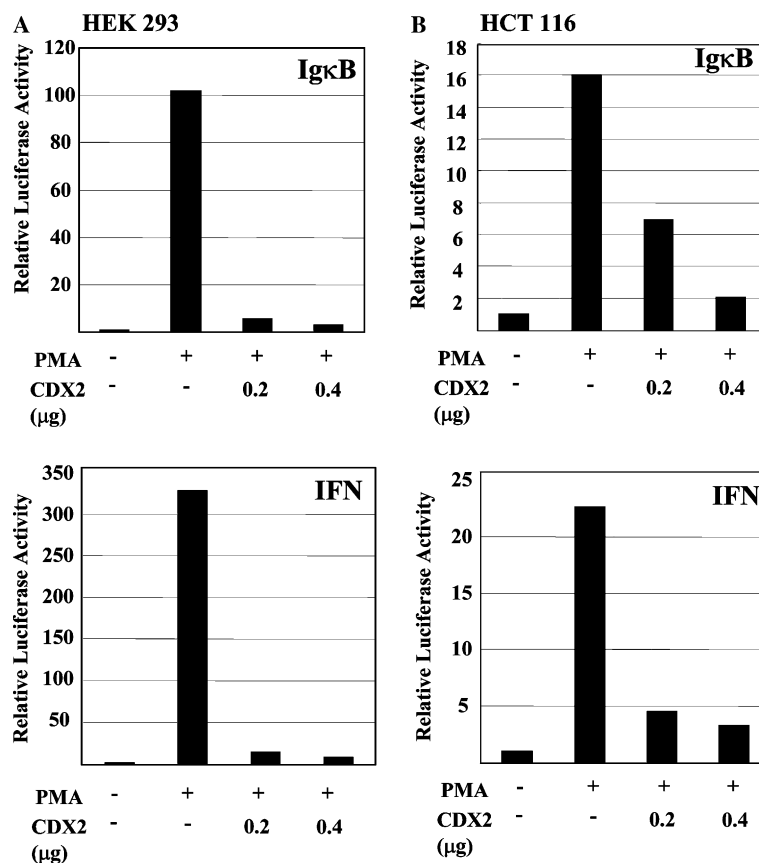 A HEK 293
IgκB
Relative Luciferase Activity
120
100
80
60
40
20
PMA - + + +
CDX2 - - 0.2 0.4
(μg)
B HCT 116
IgκB
Relative Luciferase Activity
18
16
14
12
10
8
6
4
2
PMA - + + +
CDX2 - - 0.2 0.4
(μg)
IFN
Relative Luciferase Activity
350
300
250
200
150
100
50
PMA - + + +
CDX2 - - 0.2 0.4
(μg)
IFN
Relative Luciferase Activity
25
20
15
10
5
PMA - + + +
CDX2 - - 0.2 0.4
(μg)